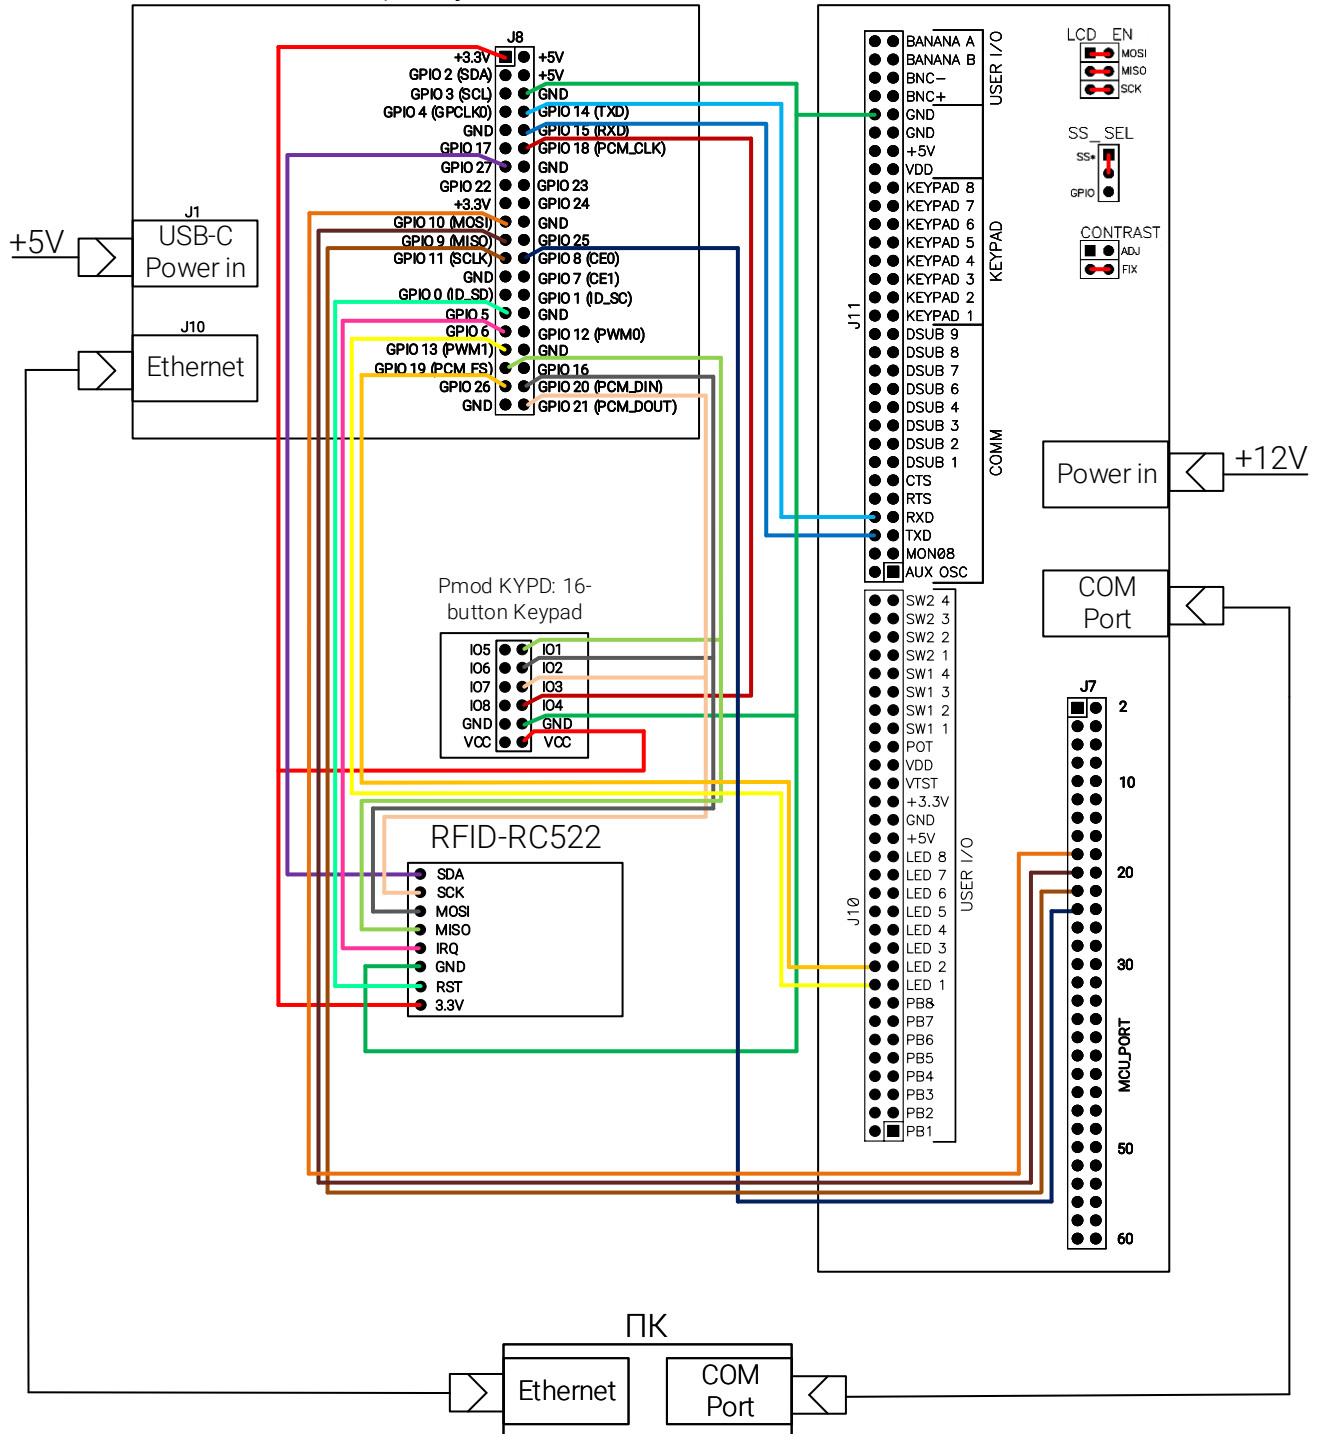 J8
+3.3V +5V
GPIO 2 (SDA) +5V
GPIO 3 (SCL) GND
GPIO 4 (GPCLK0) GPIO 14 (TXD)
GND GPIO 15 (RXD)
GPIO 17 GPIO 18 (PCM_CLK)
GPIO 27 GND
GPIO 22 GPIO 23
+3.3V GPIO 24
GPIO 10 (MOSI) GND
GPIO 9 (MISO) GPIO 25
GPIO 11 (SCLK) GPIO 8 (CE0)
GND GPIO 7 (CE1)
GPIO 0 (ID_SD) GPIO 1 (ID_SC)
GPIO 5 GND
GPIO 6 GPIO 12 (PWM0)
GPIO 13 (PWM1) GND
GPIO 19 (PCM_FS) GPIO 16
GPIO 26 GPIO 20 (PCM_DIN)
GND GPIO 21 (PCM_DOUT)
+5V
J1
USB-C
Power in
J10
Ethernet
J11
BANANA A
BANANA B
BNC-
BNC+
GND
GND
+5V
VDD
USER I/O
KEYPAD 8
KEYPAD 7
KEYPAD 6
KEYPAD 5
KEYPAD 4
KEYPAD 3
KEYPAD 2
KEYPAD 1
KEYPAD
DSUB 9
DSUB 8
DSUB 7
DSUB 6
DSUB 4
DSUB 3
DSUB 2
DSUB 1
CTS
RTS
RXD
TXD
MON08
AUX OSC
COMM
LCD_EN
MOSI
MISO
SCK
SS_SEL
SS*
GPIO
CONTRAST
ADJ
FIX
Power in
+12V
COM
Port
Pmod KYPD: 16-
button Keypad
IO5 IO1
IO6 IO2
IO7 IO3
IO8 IO4
GND GND
VCC VCC
J10
SW2 4
SW2 3
SW2 2
SW2 1
SW1 4
SW1 3
SW1 2
SW1 1
POT
VDD
VTST
+3.3V
GND
+5V
LED 8
LED 7
LED 6
LED 5
LED 4
LED 3
LED 2
LED 1
PB8
PB7
PB6
PB5
PB4
PB3
PB2
PB1
USER I/O
J7
2
10
20
30
MCU_PORT
50
60
RFID-RC522
SDA
SCK
MOSI
MISO
IRQ
GND
RST
3.3V
ПК
Ethernet
COM
Port